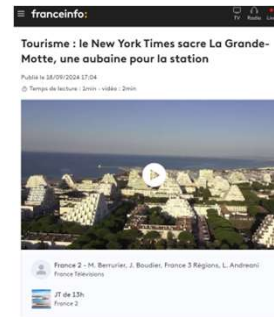 franceinfo:
TV Radio Live
Tourisme : le New York Times sacre La Grande-
Motte, une aubaine pour la station
Publié le 18/09/2024 17:04
Temps de lecture : 1min - vidéo : 2min
France 2 - M. Berrurier, J. Boudier, France 3 Régions, L. Andreani
France Télévisions
JT de 13h
France 2